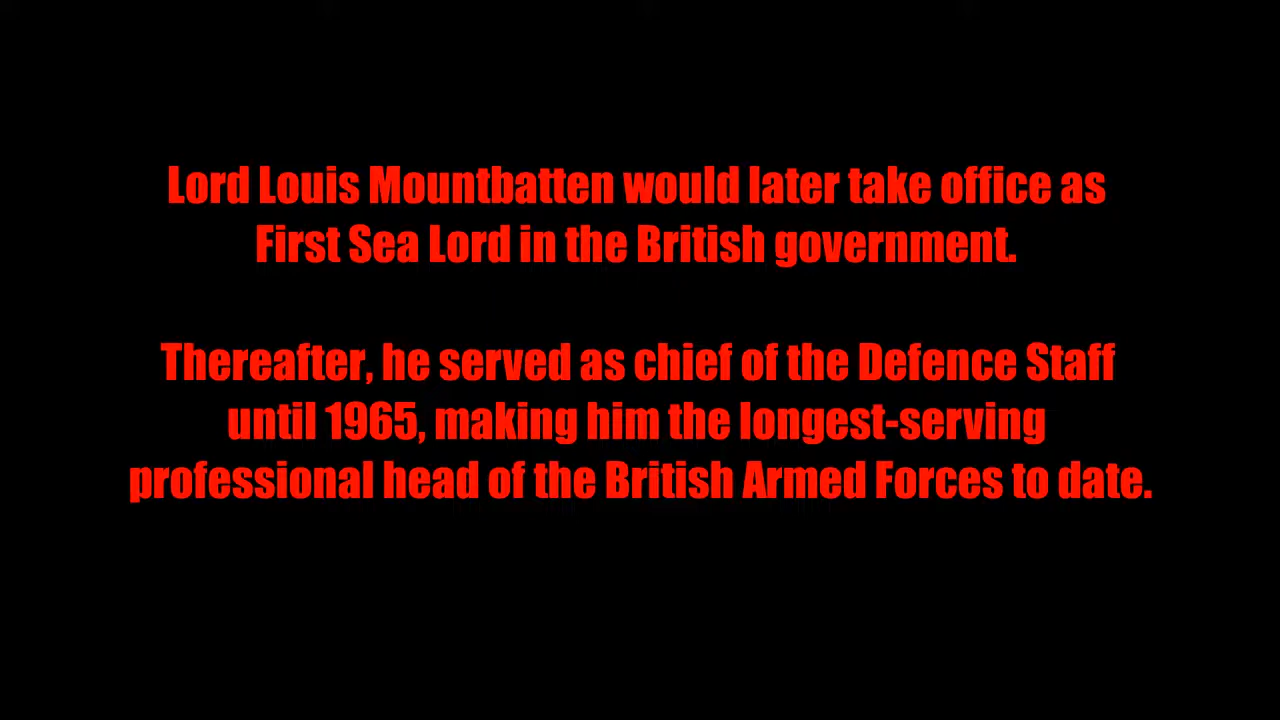 Lord Louis Mountbatten would later take office as
First Sea Lord in the British government.
Thereafter, he served as chief of the Defence Staff
until 1965, making him the longest-serving
professional head of the British Armed Forces to date.